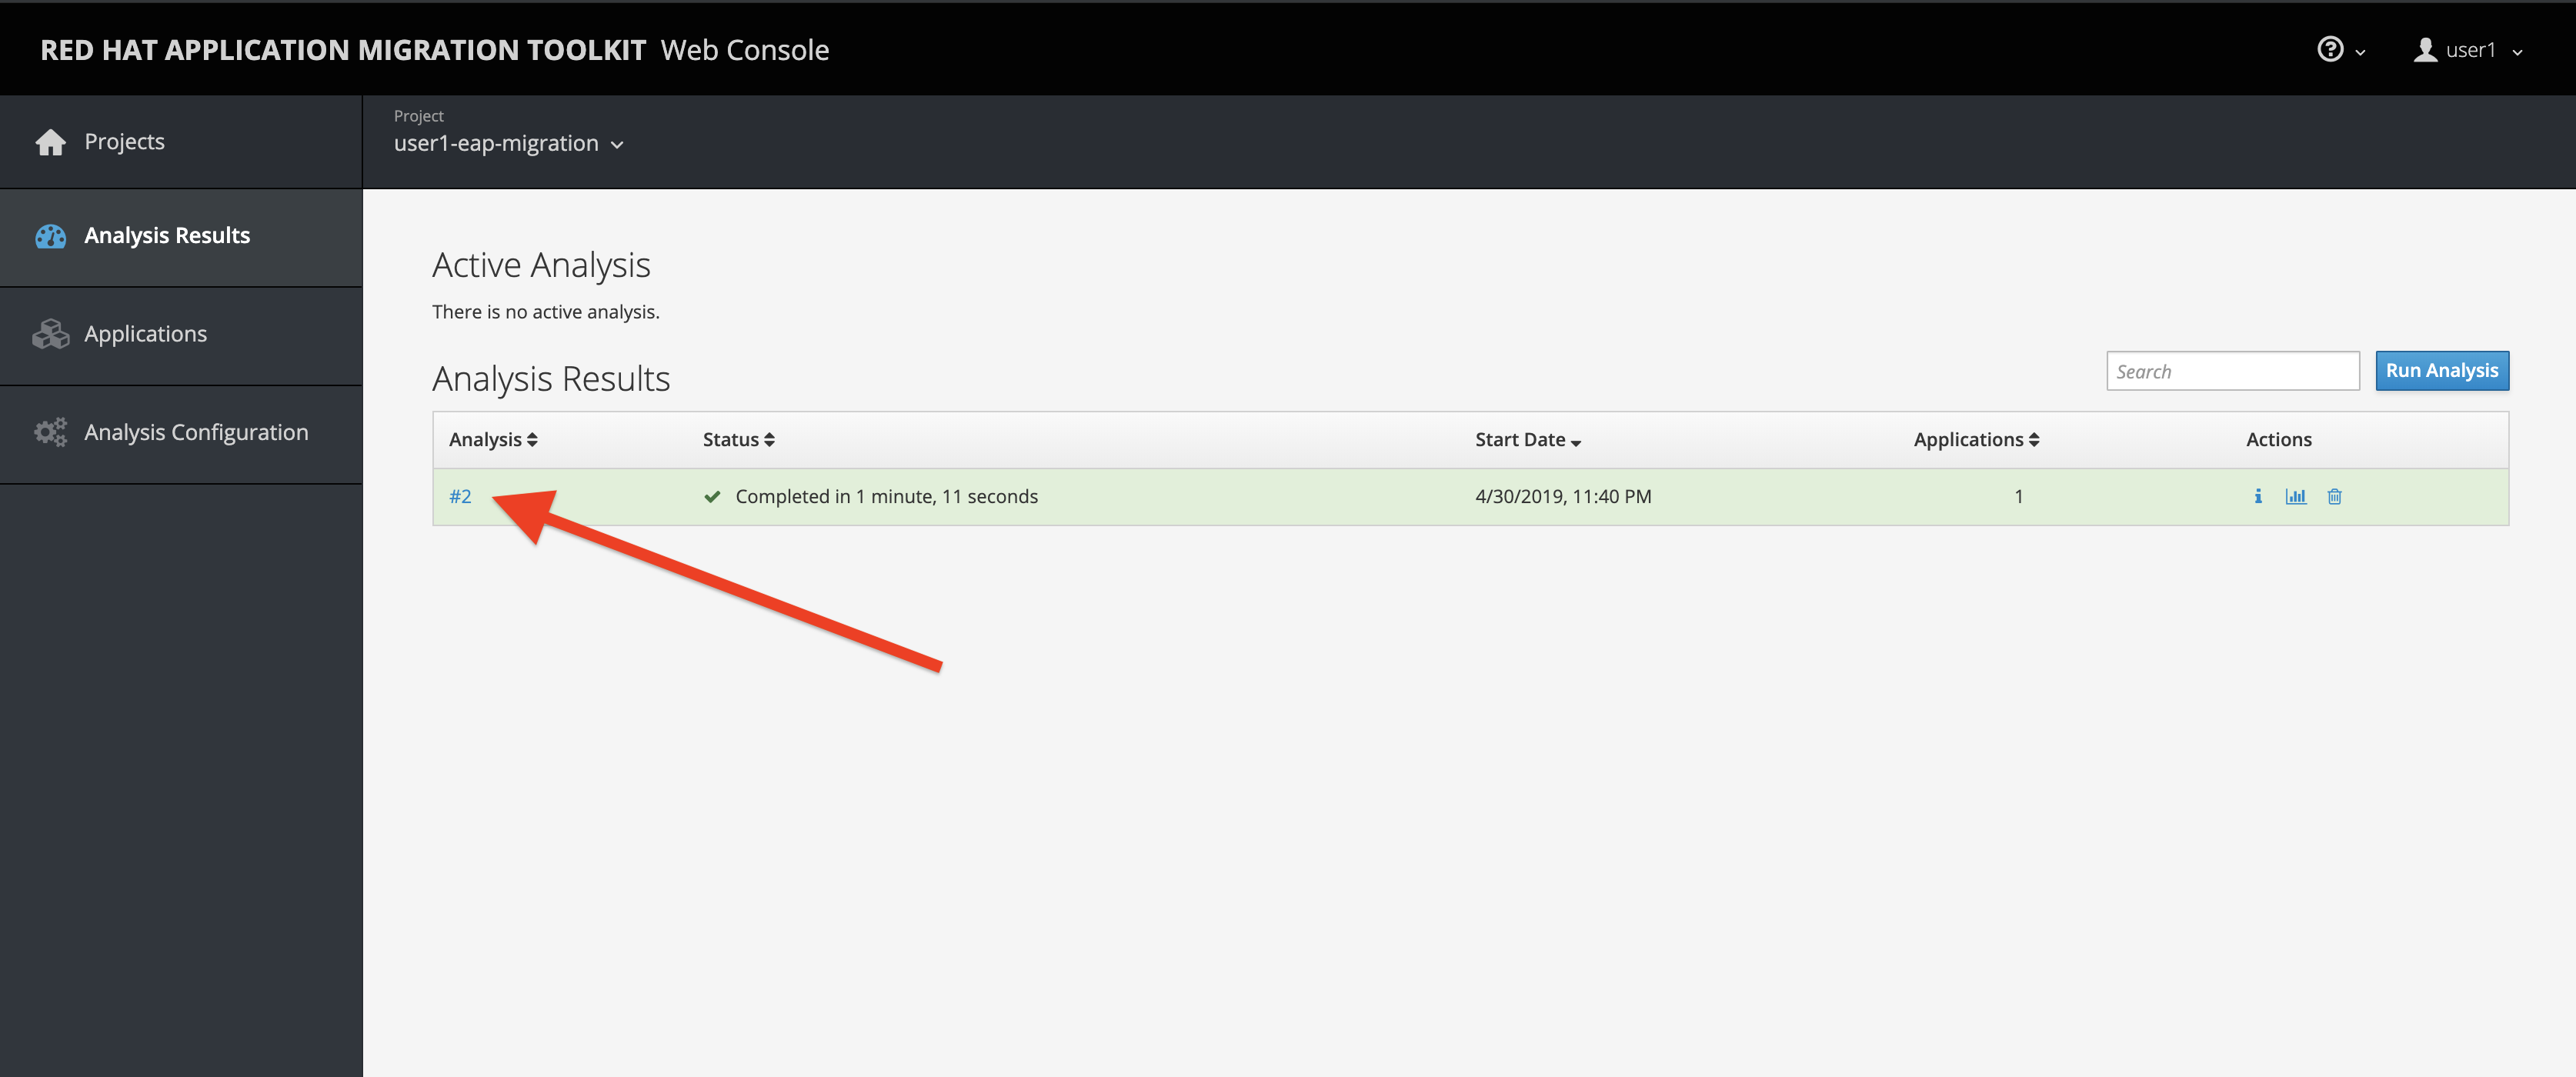 RED HAT APPLICATION MIGRATION TOOLKIT Web Console
user1
Projects
Project
user1-eap-migration
Analysis Results
Applications
Analysis Configuration
Active Analysis
There is no active analysis.
Analysis Results
Search
Run Analysis
Analysis Status Start Date Applications Actions
#2 Completed in 1 minute, 11 seconds 4/30/2019, 11:40 PM 1